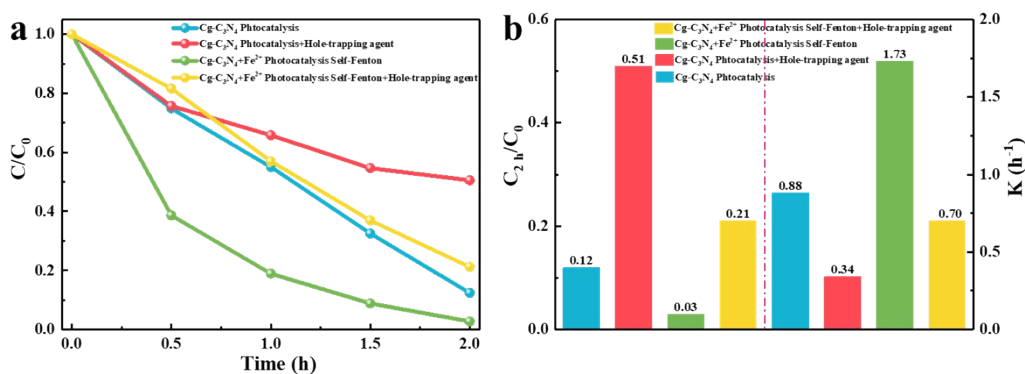 a
Cg-C₃N₄ Phtocatalysis
Cg-C₃N₄ Phtocatalysis+Hole-trapping agent
Cg-C₃N₄+Fe²⁺ Photocatalysis Self-Fenton
Cg-C₃N₄+Fe²⁺ Photocatalysis Self-Fenton+Hole-trapping agent
C/C₀
1.0
0.8
0.6
0.4
0.2
0.0
0.0 0.5 1.0 1.5 2.0
Time (h)
b
Cg-C₃N₄+Fe²⁺ Photocatalysis Self-Fenton+Hole-trapping agent
Cg-C₃N₄+Fe²⁺ Photocatalysis Self-Fenton
Cg-C₃N₄ Phtocatalysis+Hole-trapping agent
Cg-C₃N₄ Phtocatalysis
C₂ ₕ/C₀
0.6
0.4
0.2
0.0
0.12
0.51
0.03
0.21
0.88
0.34
1.73
0.70
2.0
1.5
1.0
0.5
0.0
K (h⁻¹)